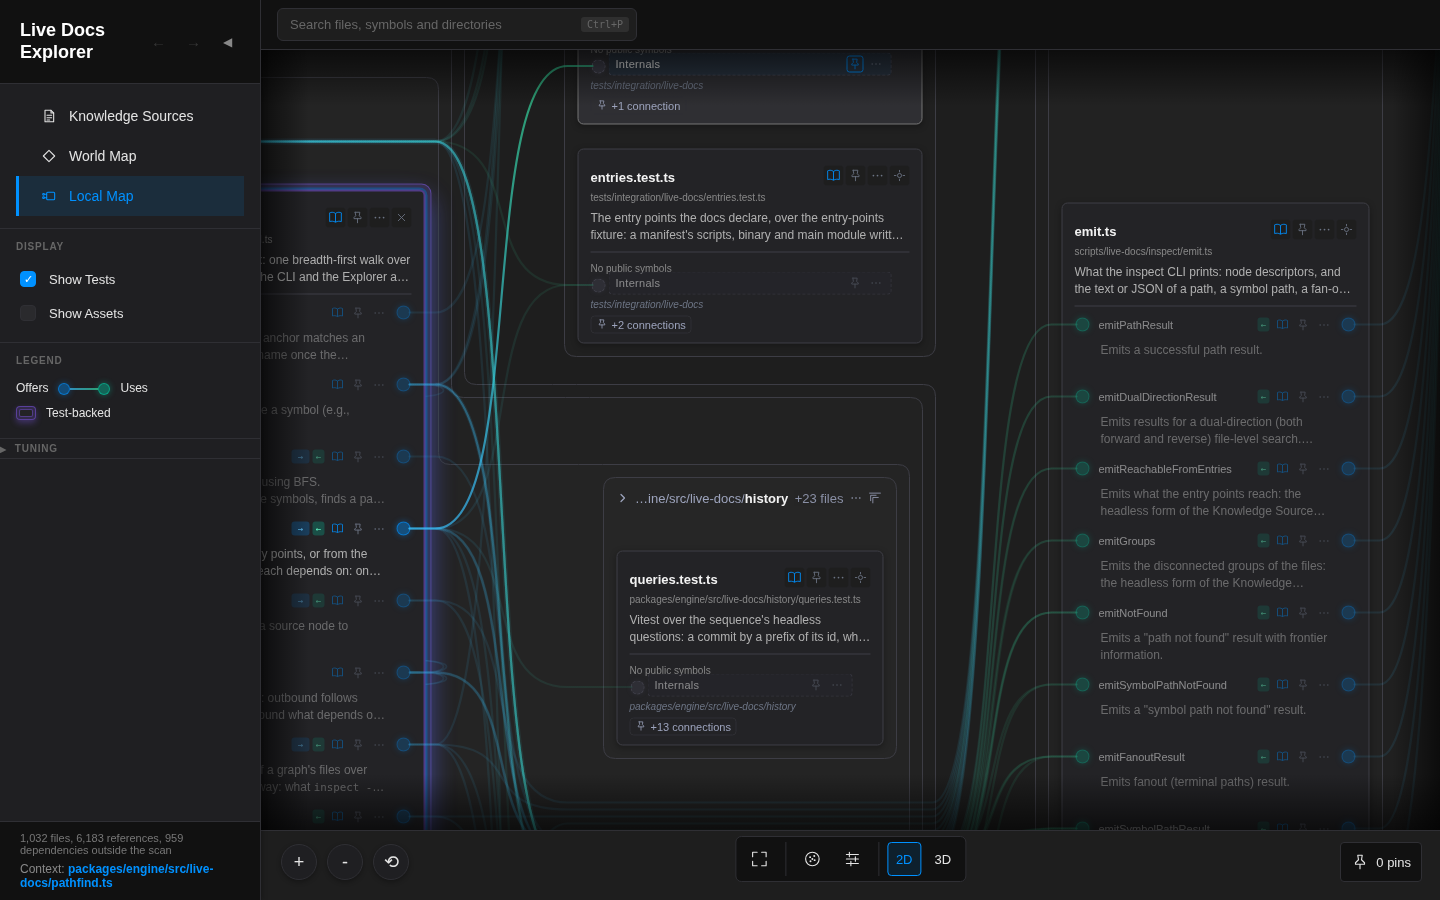 Live Docs
Explorer
Search files, symbols and directories
Ctrl+P
Knowledge Sources
World Map
Local Map
DISPLAY
Show Tests
Show Assets
LEGEND
Offers
Uses
Test-backed
TUNING
1,032 files, 6,183 references, 959
dependencies outside the scan
Context: packages/engine/src/live-
docs/pathfind.ts
.ts
: one breadth-first walk over
he CLI and the Explorer a…
anchor matches an
name once the…
e a symbol (e.g.,
using BFS.
e symbols, finds a pa…
y points, or from the
each depends on: on…
a source node to
: outbound follows
ound what depends o…
f a graph's files over
way: what inspect -…
No public symbols
Internals
tests/integration/live-docs
+1 connection
entries.test.ts
tests/integration/live-docs/entries.test.ts
The entry points the docs declare, over the entry-points
fixture: a manifest's scripts, binary and main module writt…
No public symbols
Internals
tests/integration/live-docs
+2 connections
…ine/src/live-docs/history +23 files
queries.test.ts
packages/engine/src/live-docs/history/queries.test.ts
Vitest over the sequence's headless
questions: a commit by a prefix of its id, wh…
No public symbols
Internals
packages/engine/src/live-docs/history
+13 connections
emit.ts
scripts/live-docs/inspect/emit.ts
What the inspect CLI prints: node descriptors, and
the text or JSON of a path, a symbol path, a fan-o…
emitPathResult
Emits a successful path result.
emitDualDirectionResult
Emits results for a dual-direction (both
forward and reverse) file-level search.…
emitReachableFromEntries
Emits what the entry points reach: the
headless form of the Knowledge Source…
emitGroups
Emits the disconnected groups of the files:
the headless form of the Knowledge…
emitNotFound
Emits a "path not found" result with frontier
information.
emitSymbolPathNotFound
Emits a "symbol path not found" result.
emitFanoutResult
Emits fanout (terminal paths) result.
emitSymbolPathResult
+
-
2D
3D
0 pins